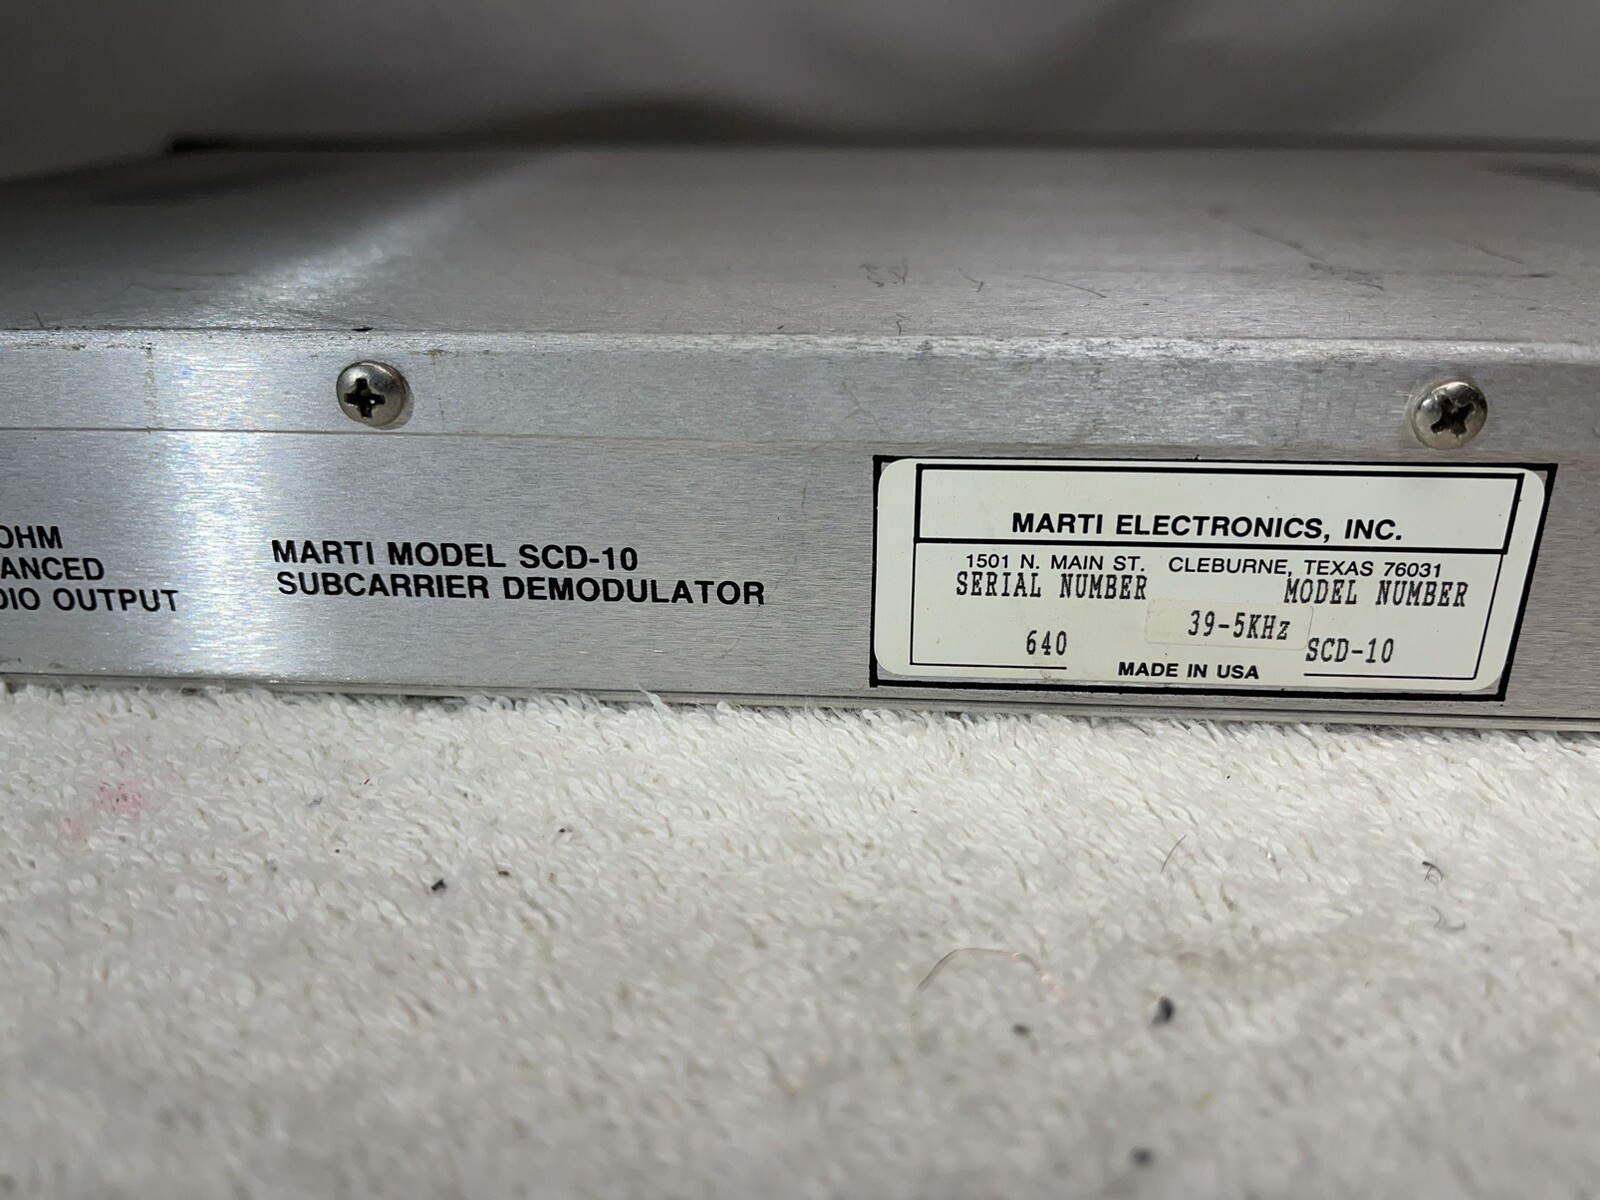 OHM
ANCED
DIO OUTPUT
MARTI MODEL SCD-10
SUBCARRIER DEMODULATOR
MARTI ELECTRONICS, INC.
1501 N. MAIN ST. CLEBURNE, TEXAS 76031
SERIAL NUMBER MODEL NUMBER
39-5KHz
640 SCD-10
MADE IN USA